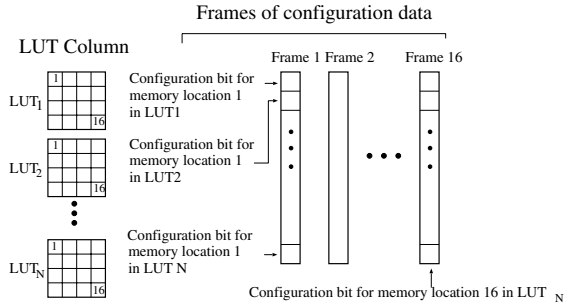 Frames of configuration data
LUT Column
Frame 1 Frame 2 Frame 16
1
LUT1
16
Configuration bit for
memory location 1
in LUT1
1
LUT2
16
Configuration bit for
memory location 1
in LUT2
1
LUTN
16
Configuration bit for
memory location 1
in LUT N
Configuration bit for memory location 16 in LUT N